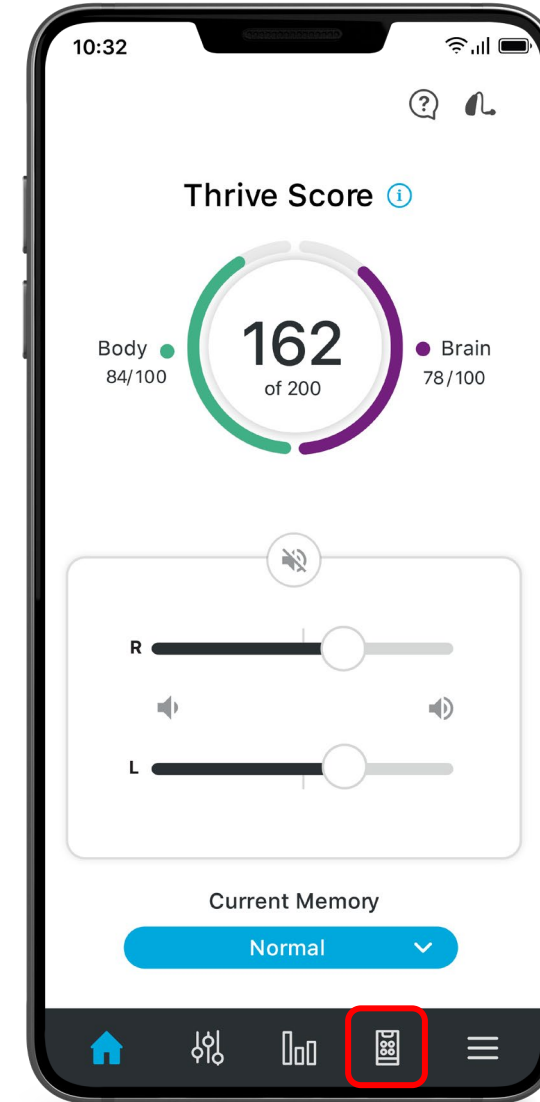 10:32
Thrive Score
Body
84/100
162
of 200
Brain
78/100
R
L
Current Memory
Normal